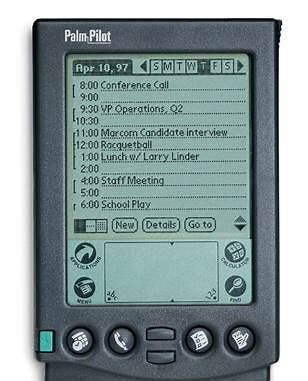 PalmPilot
Apr 10, 97 S M T W T F S
8:00 Conference Call
9:00
9:30 VP Operations, Q2
10:30
11:00 Marcom Candidate interview
12:00 Racquetball
1:00 Lunch w/ Larry Linder
2:00
4:00 Staff Meeting
5:00
6:00 School Play
New Details Go to
APPLICATIONS
CALCULATOR
MENU
abc
123
FIND